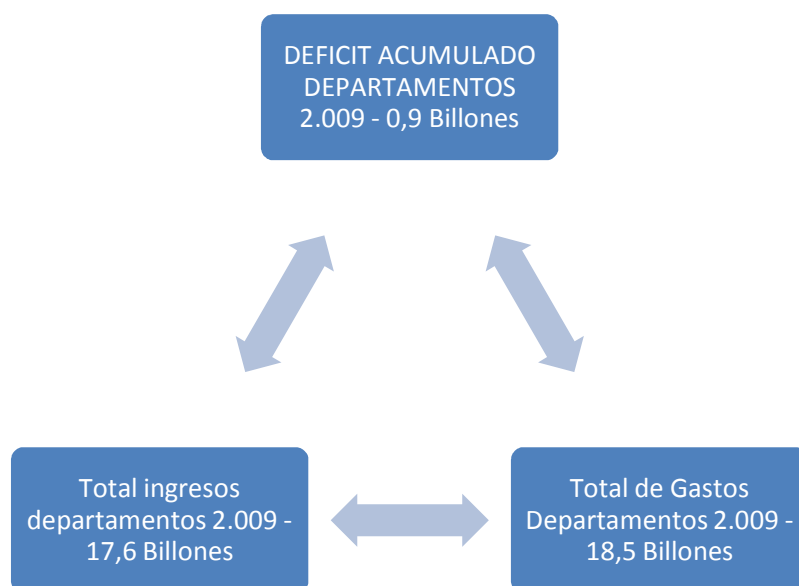 DEFICIT ACUMULADO
DEPARTAMENTOS
2.009 - 0,9 Billones
Total ingresos
departamentos 2.009 -
17,6 Billones
Total de Gastos
Departamentos 2.009 -
18,5 Billones